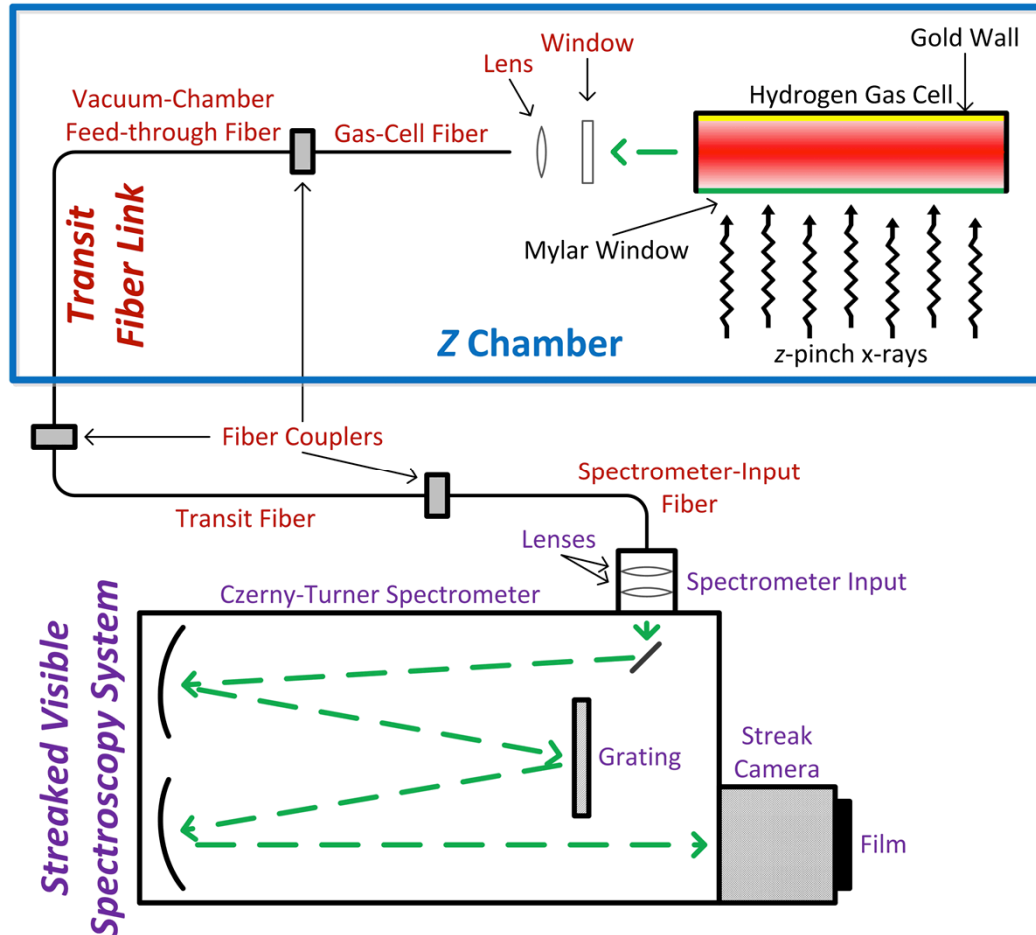 Gold Wall
Window
Lens
Hydrogen Gas Cell
Vacuum-Chamber
Feed-through Fiber
Gas-Cell Fiber
Mylar Window
Transit
Fiber Link
Z Chamber
z-pinch x-rays
Fiber Couplers
Spectrometer-Input
Fiber
Transit Fiber
Lenses
Spectrometer Input
Czerny-Turner Spectrometer
Streaked Visible
Spectroscopy System
Grating
Streak
Camera
Film